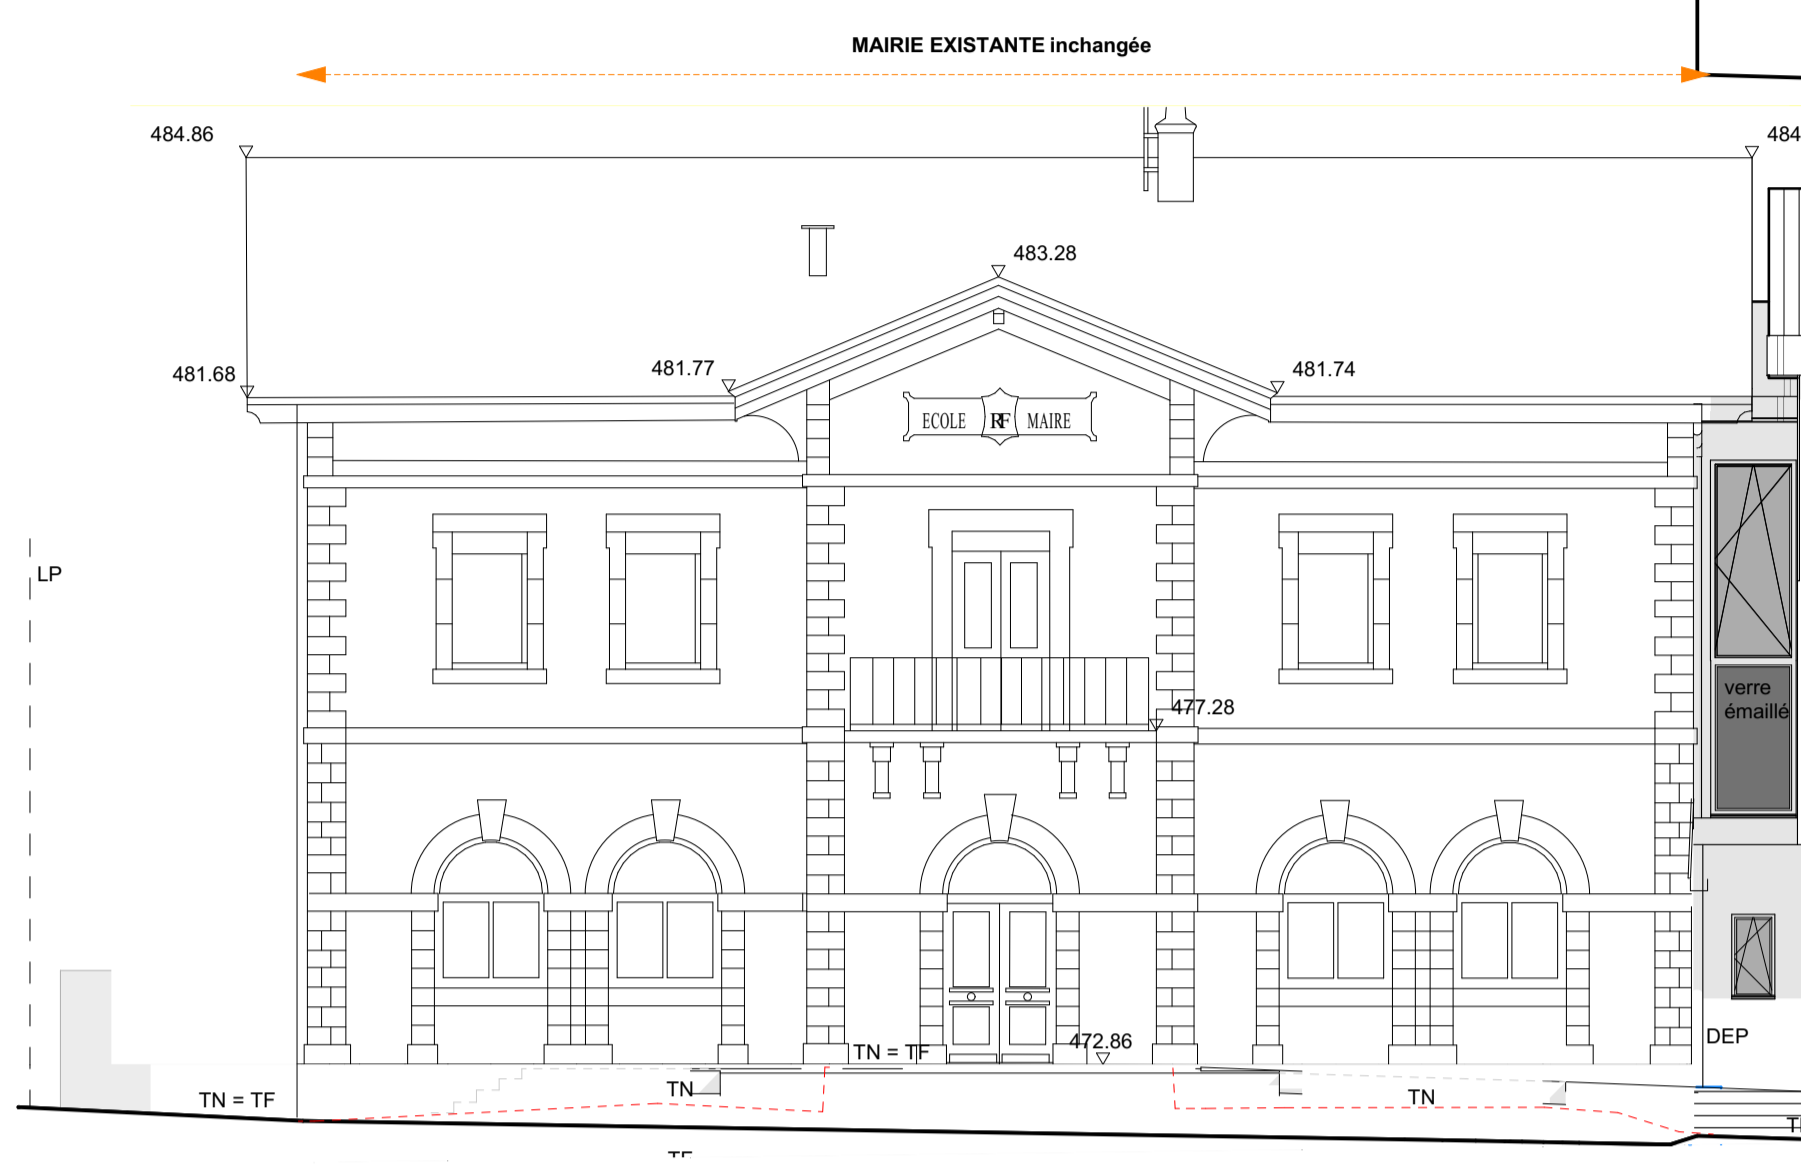 MAIRIE EXISTANTE inchangée
484.86
484
483.28
481.68
481.77
481.74
ECOLE RF MAIRE
LP
verre
émaillé
477.28
472.86
TN = TF
DEP
TN
TN = TF
TN